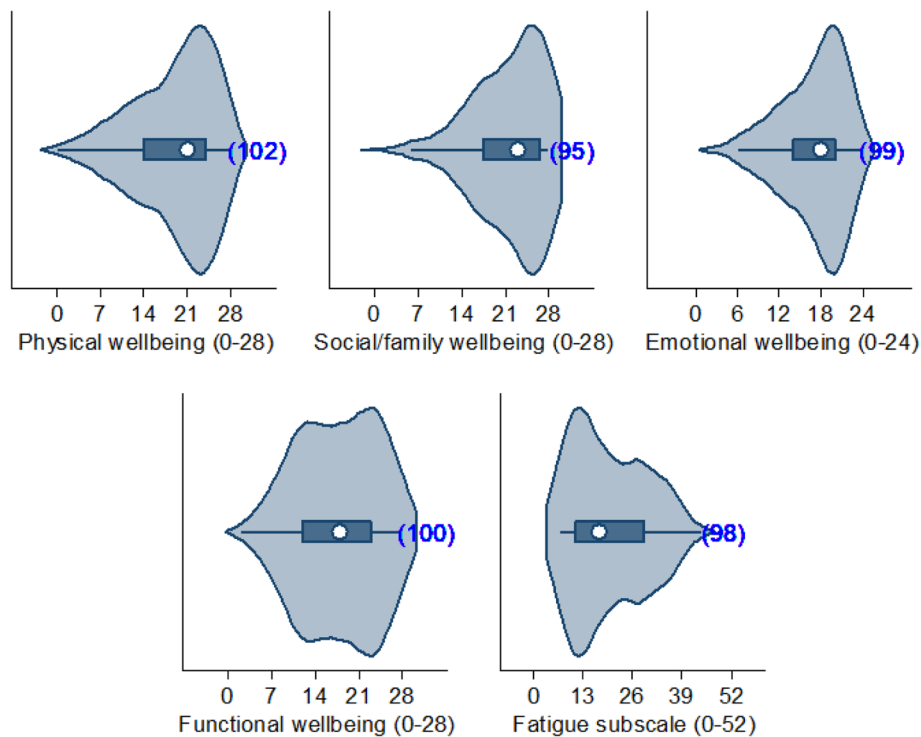 (102)
0 7 14 21 28
Physical wellbeing (0-28)
(95)
0 7 14 21 28
Social/family wellbeing (0-28)
(99)
0 6 12 18 24
Emotional wellbeing (0-24)
(100)
0 7 14 21 28
Functional wellbeing (0-28)
(98)
0 13 26 39 52
Fatigue subscale (0-52)